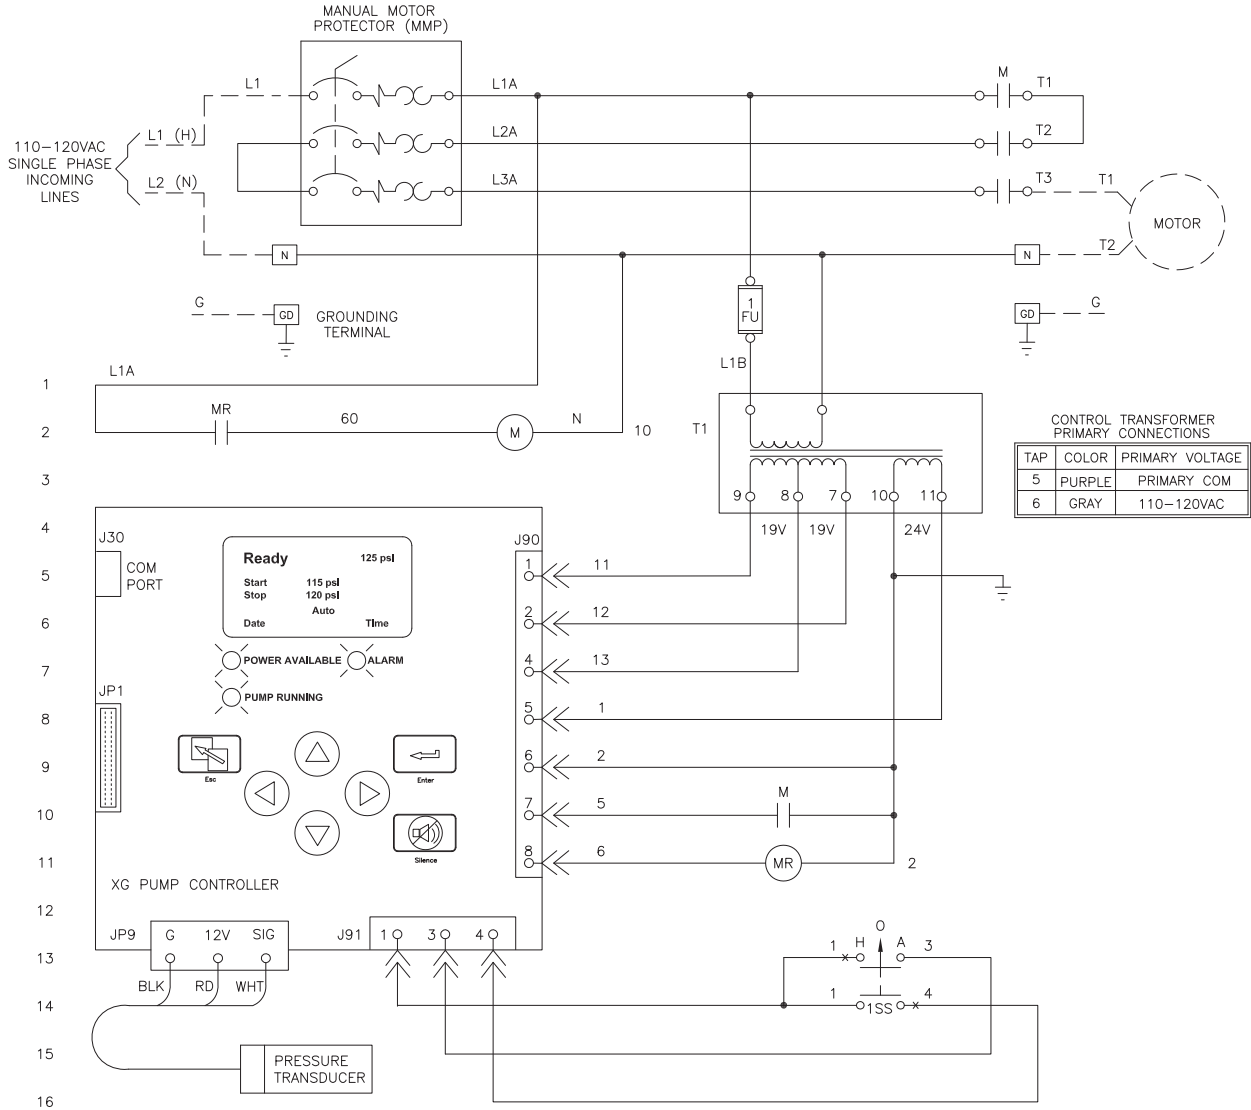 MANUAL MOTOR
PROTECTOR (MMP)
L1
L1A
M
T1
L1 (H)
110-120VAC
SINGLE PHASE
INCOMING
LINES
L2A
T2
L2 (N)
L3A
T3
T1
MOTOR
T2
N
N
G
GD
GROUNDING
TERMINAL
1
FU
GD
G
L1B
1
L1A
2
MR
60
M
N
10
T1
CONTROL TRANSFORMER
PRIMARY CONNECTIONS
TAP COLOR PRIMARY VOLTAGE
5 PURPLE PRIMARY COM
6 GRAY 110-120VAC
3
9 8 7 10 11
19V 19V 24V
4
J30
J90
COM
PORT
Ready 125 psi
Start 115 psi
Stop 120 psi
Auto
Date Time
5
1 11
6
2 12
POWER AVAILABLE ALARM
7
4 13
PUMP RUNNING
JP1
8
5 1
9
6 2
Esc
Enter
10
7 5 M
11
8 6 MR 2
Silence
XG PUMP CONTROLLER
12
JP9 G 12V SIG
J91 1 3 4
O
13
1 H A 3
BLK RD WHT
14
1 1SS 4
15
PRESSURE
TRANSDUCER
16
x
x